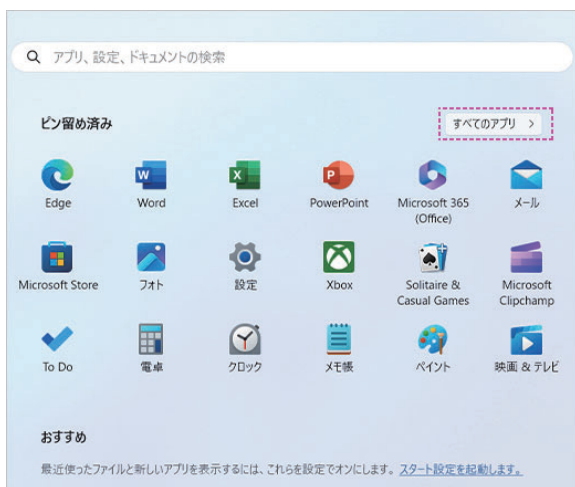 アプリ、設定、ドキュメントの検索
ピン留め済み
すべてのアプリ >
Edge
Word
Excel
PowerPoint
Microsoft 365
(Office)
メール
Microsoft Store
フォト
設定
Xbox
Solitaire &
Casual Games
Microsoft
Clipchamp
To Do
電卓
クロック
メモ帳
ペイント
映画 & テレビ
おすすめ
最近使ったファイルと新しいアプリを表示するには、これらを設定でオンにします。 スタート設定を起動します。